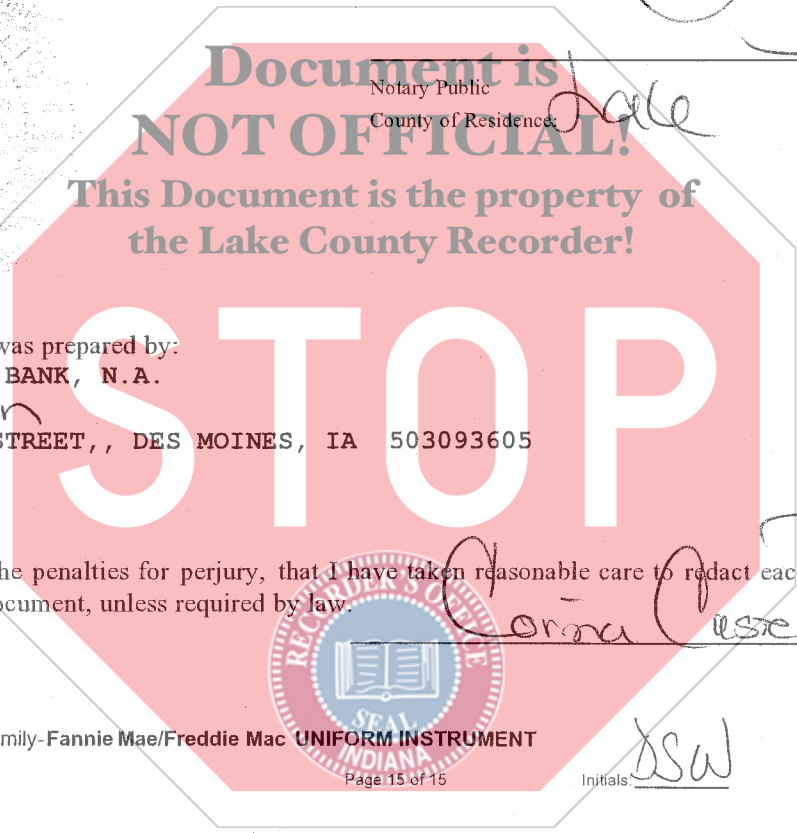 Document is
Notary Public
NOT OFFICIAL!
County of Residence: Lake
This Document is the property of
the Lake County Recorder!
was prepared by:
BANK, N.A.
STREET,, DES MOINES, IA 503093605
STOP
he penalties for perjury, that I have taken reasonable care to redact eac
ocument, unless required by law.
Corina
RECORDER'S OFFICE
SEAL
INDIANA
mily-Fannie Mae/Freddie Mac UNIFORM INSTRUMENT
Page 15 of 15
Initials: DSW